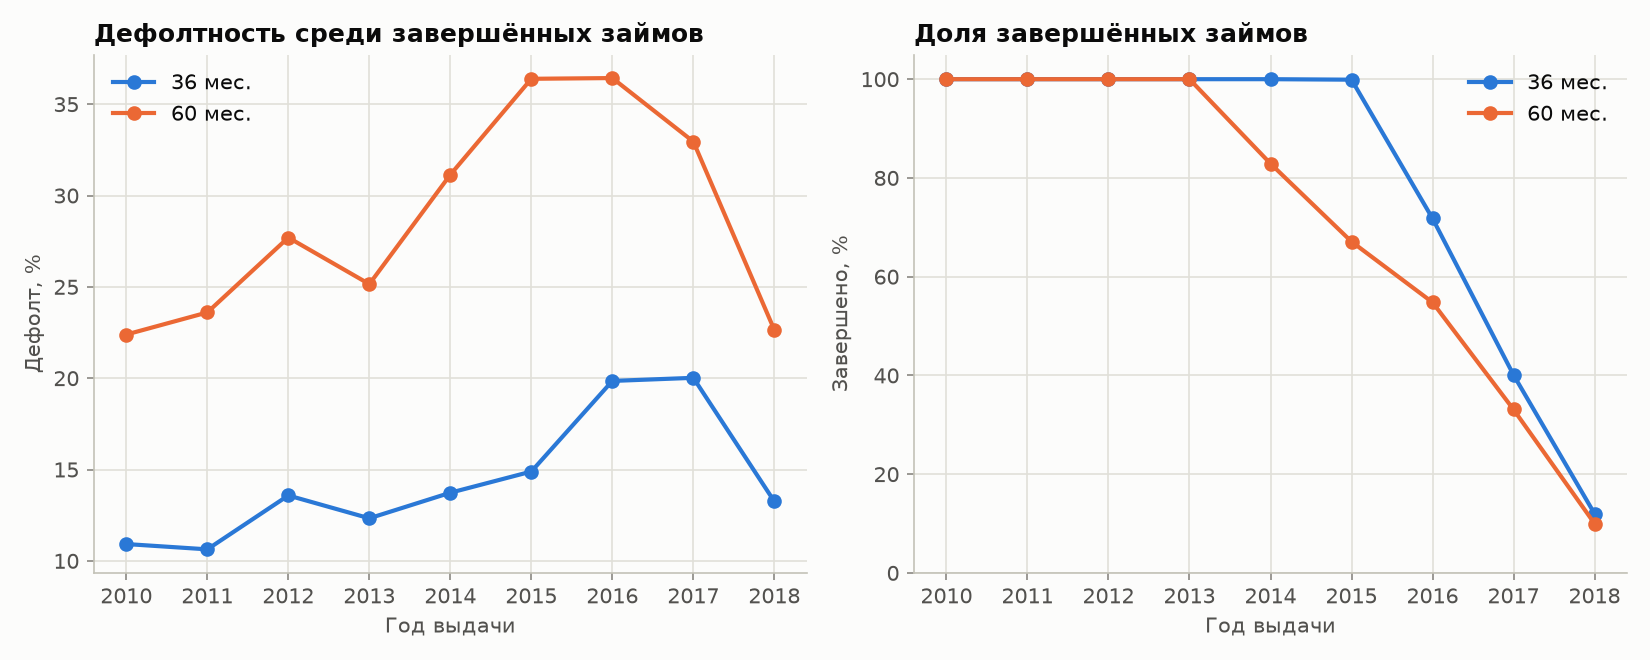 Дефолтность среди завершённых займов
36 мес.
60 мес.
Дефолт, %
35
30
25
20
15
10
2010 2011 2012 2013 2014 2015 2016 2017 2018
Год выдачи
Доля завершённых займов
36 мес.
60 мес.
Завершено, %
100
80
60
40
20
0
2010 2011 2012 2013 2014 2015 2016 2017 2018
Год выдачи